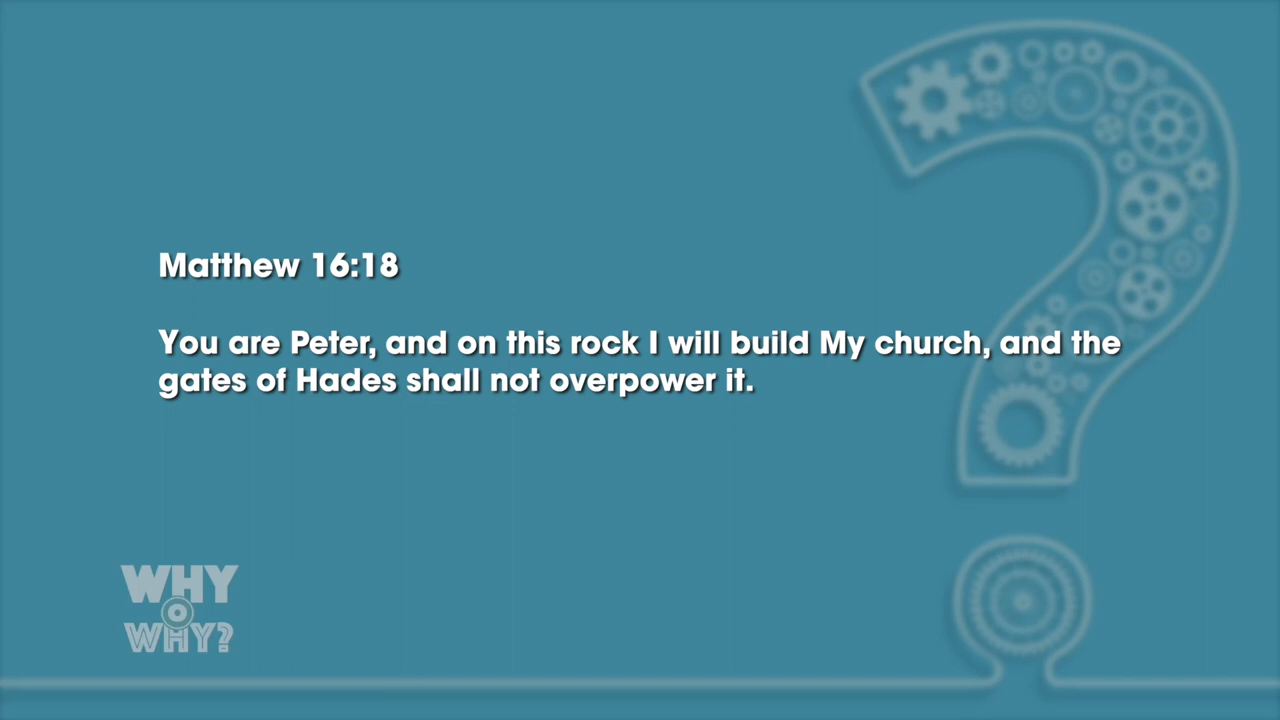 Matthew 16:18
You are Peter, and on this rock I will build My church, and the
gates of Hades shall not overpower it.
WHY
O
WHY?